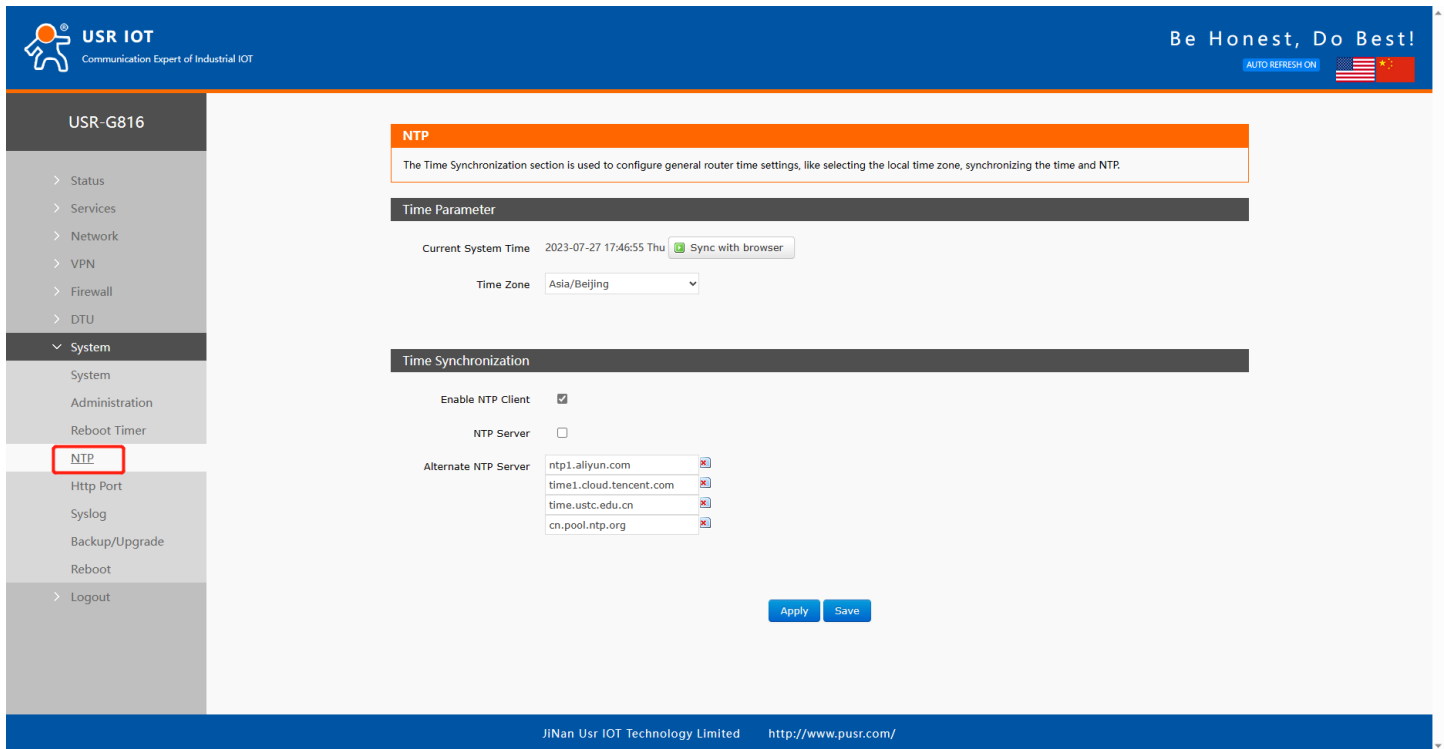 USR IOT
Communication Expert of Industrial IOT
Be Honest, Do Best!
AUTO REFRESH ON
USR-G816
Status
Services
Network
VPN
Firewall
DTU
System
System
Administration
Reboot Timer
NTP
Http Port
Syslog
Backup/Upgrade
Reboot
Logout
NTP
The Time Synchronization section is used to configure general router time settings, like selecting the local time zone, synchronizing the time and NTP.
Time Parameter
Current System Time 2023-07-27 17:46:55 Thu Sync with browser
Time Zone Asia/Beijing
Time Synchronization
Enable NTP Client
NTP Server
Alternate NTP Server ntp1.aliyun.com
time1.cloud.tencent.com
time.ustc.edu.cn
cn.pool.ntp.org
Apply Save
JiNan Usr IOT Technology Limited http://www.pusr.com/